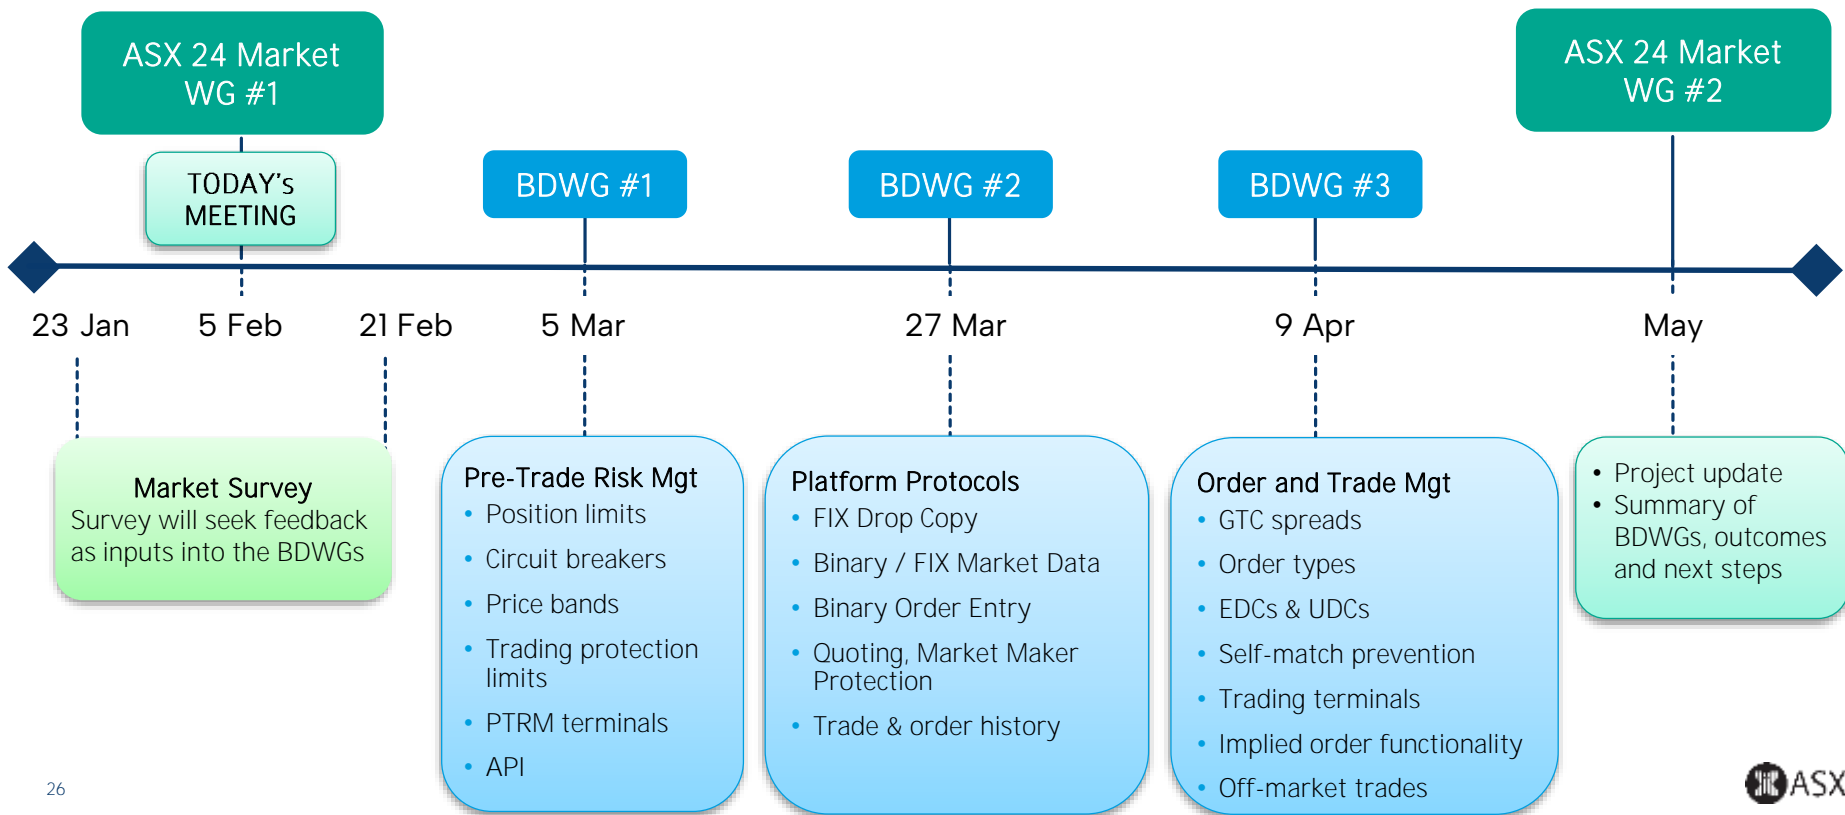 ASX 24 Market
WG #1
ASX 24 Market
WG #2
TODAY's
MEETING
BDWG #1
BDWG #2
BDWG #3
23 Jan
5 Feb
21 Feb
5 Mar
27 Mar
9 Apr
May
Market Survey
Survey will seek feedback
as inputs into the BDWGs
Pre-Trade Risk Mgt
• Position limits
• Circuit breakers
• Price bands
• Trading protection
limits
• PTRM terminals
• API
Platform Protocols
• FIX Drop Copy
• Binary / FIX Market Data
• Binary Order Entry
• Quoting, Market Maker
Protection
• Trade & order history
Order and Trade Mgt
• GTC spreads
• Order types
• EDCs & UDCs
• Self-match prevention
• Trading terminals
• Implied order functionality
• Off-market trades
• Project update
• Summary of
BDWGs, outcomes
and next steps
26
ASX